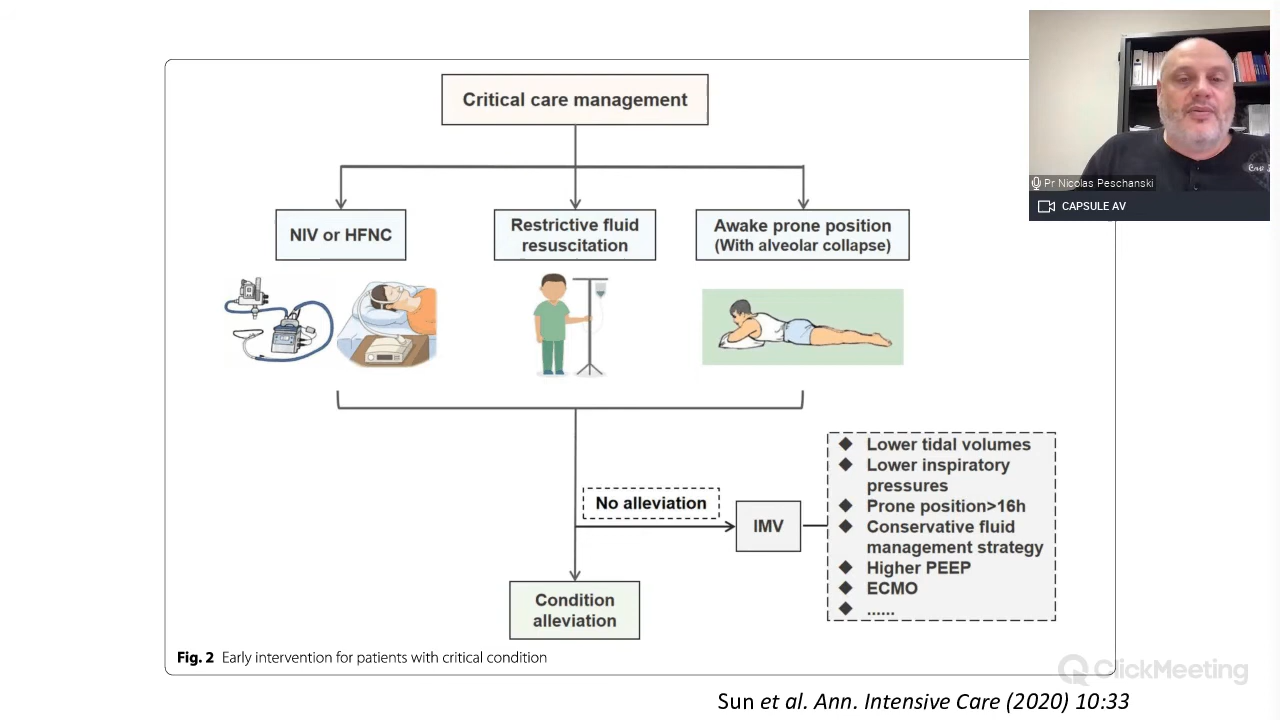 Critical care management
NIV or HFNC
Restrictive fluid
resuscitation
Awake prone position
(With alveolar collapse)
No alleviation
IMV
◆ Lower tidal volumes
◆ Lower inspiratory
pressures
◆ Prone position>16h
◆ Conservative fluid
management strategy
◆ Higher PEEP
◆ ECMO
◆ ......
Condition
alleviation
Fig. 2 Early intervention for patients with critical condition
Sun et al. Ann. Intensive Care (2020) 10:33
Pr Nicolas Peschanski
CAPSULE AV
ClickMeeting